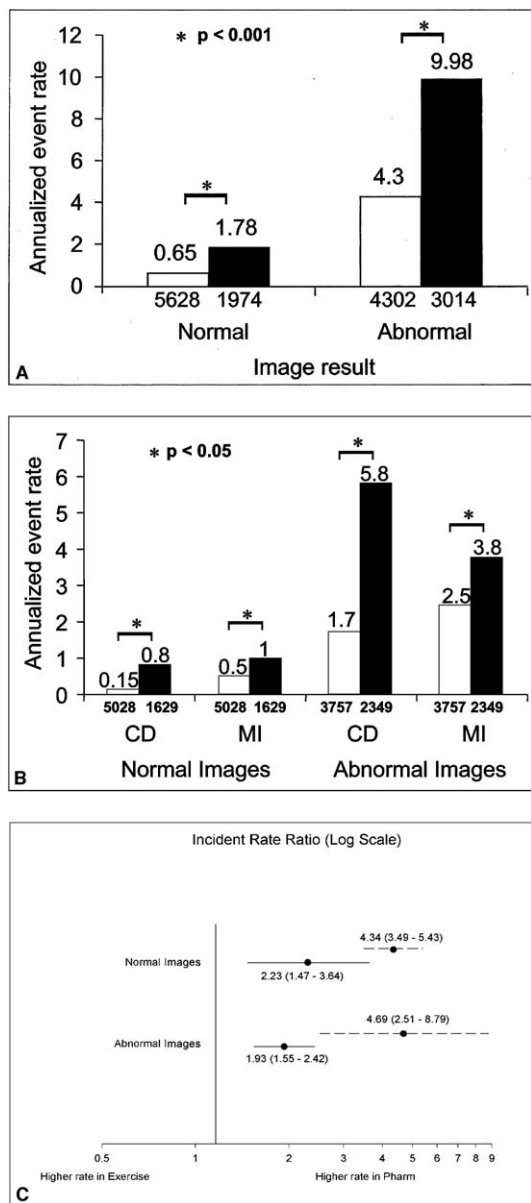 12
* p < 0.001
*
9.98
10
8
6
4.3
4
*
2
1.78
0.65
0
5628 1974 4302 3014
Normal Abnormal
Image result
Annualized event rate
A
7
* p < 0.05
*
6
5.8
5
*
4
3.8
3
2.5
2
1.7
*
*
1
0.15 0.8 0.5 1
0
5028 1629 5028 1629 3757 2349 3757 2349
CD MI CD MI
Normal Images Abnormal Images
Annualized event rate
B
Incident Rate Ratio (Log Scale)
4.34 (3.49 - 5.43)
Normal Images
2.23 (1.47 - 3.64)
4.69 (2.51 - 8.79)
Abnormal Images
1.93 (1.55 - 2.42)
0.5 1 2 3 4 5 6 7 8 9
Higher rate in Exercise Higher rate in Pharm
C